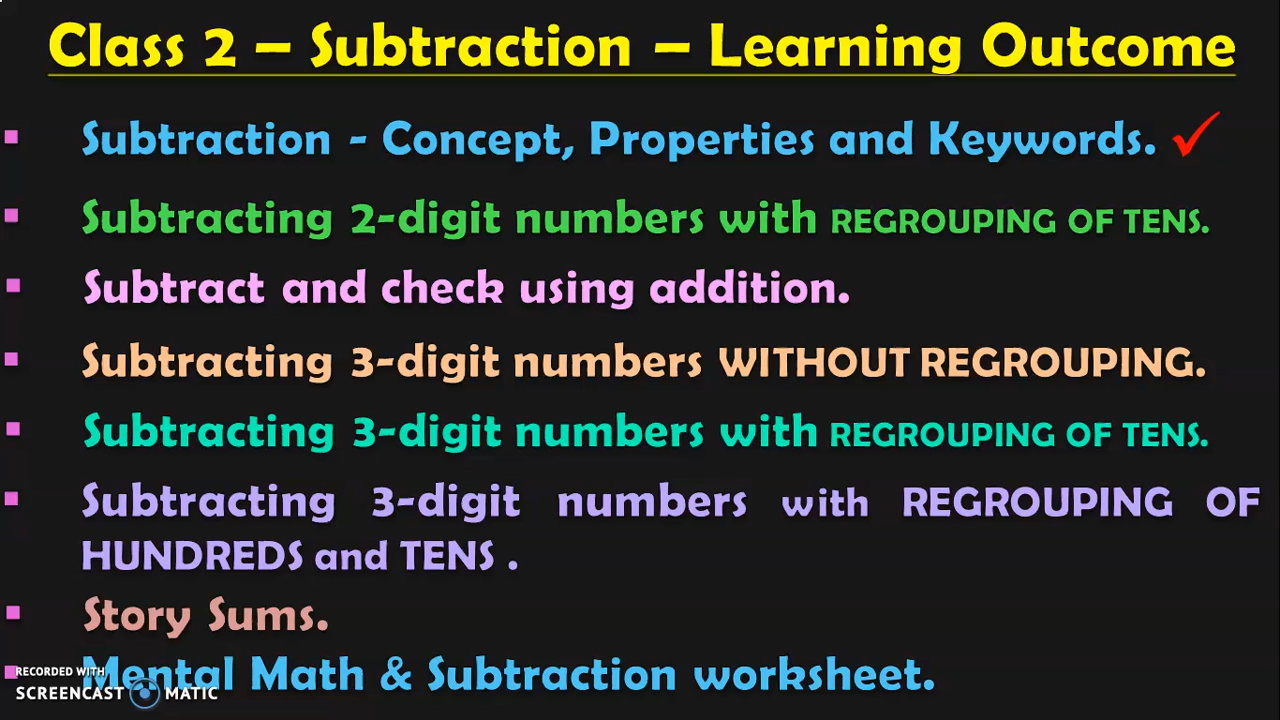 Class 2 – Subtraction – Learning Outcome
▪ Subtraction - Concept, Properties and Keywords. ✓
▪ Subtracting 2-digit numbers with REGROUPING OF TENS.
▪ Subtract and check using addition.
▪ Subtracting 3-digit numbers WITHOUT REGROUPING.
▪ Subtracting 3-digit numbers with REGROUPING OF TENS.
▪ Subtracting 3-digit numbers with REGROUPING OF
HUNDREDS and TENS .
▪ Story Sums.
▪ Mental Math & Subtraction worksheet.
RECORDED WITH
SCREENCAST MATIC